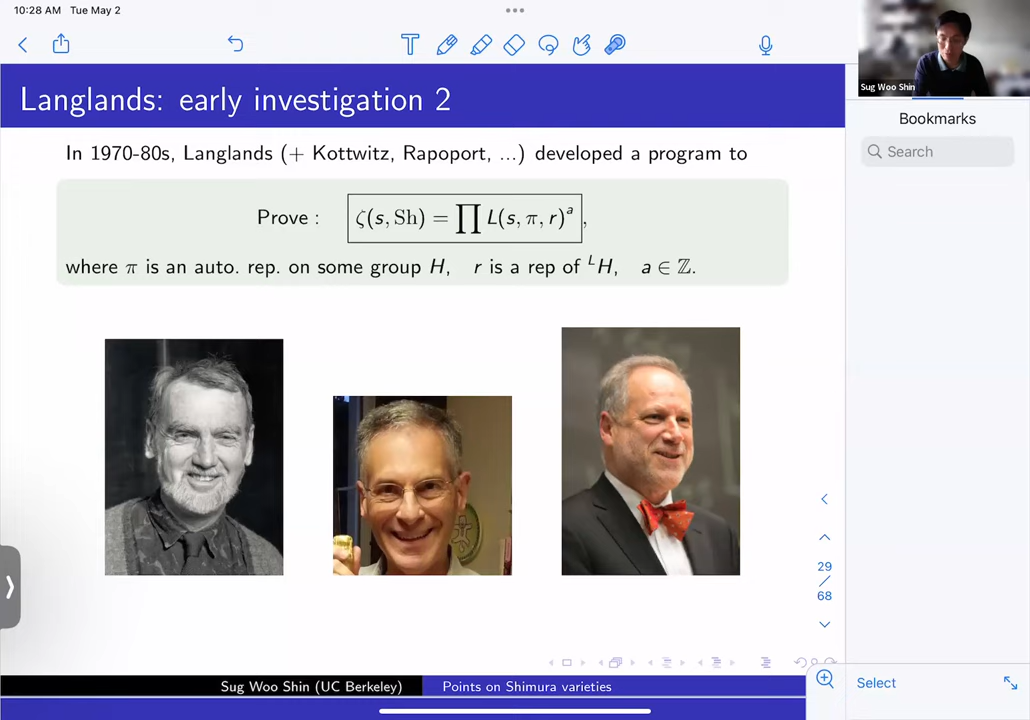 10:28 AM Tue May 2
Sug Woo Shin
Bookmarks
Search
Langlands: early investigation 2
In 1970-80s, Langlands (+ Kottwitz, Rapoport, ...) developed a program to
Prove : ζ(s, Sh) = ∏ L(s, π, r)ᵃ,
where π is an auto. rep. on some group H, r is a rep of ᴸH, a ∈ ℤ.
29
/
68
Sug Woo Shin (UC Berkeley) Points on Shimura varieties
Select